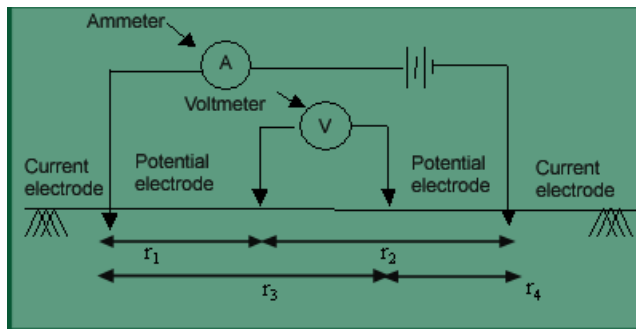 Ammeter
A
Voltmeter
V
Current
electrode
Potential
electrode
Potential
electrode
Current
electrode
r1
r2
r3
r4